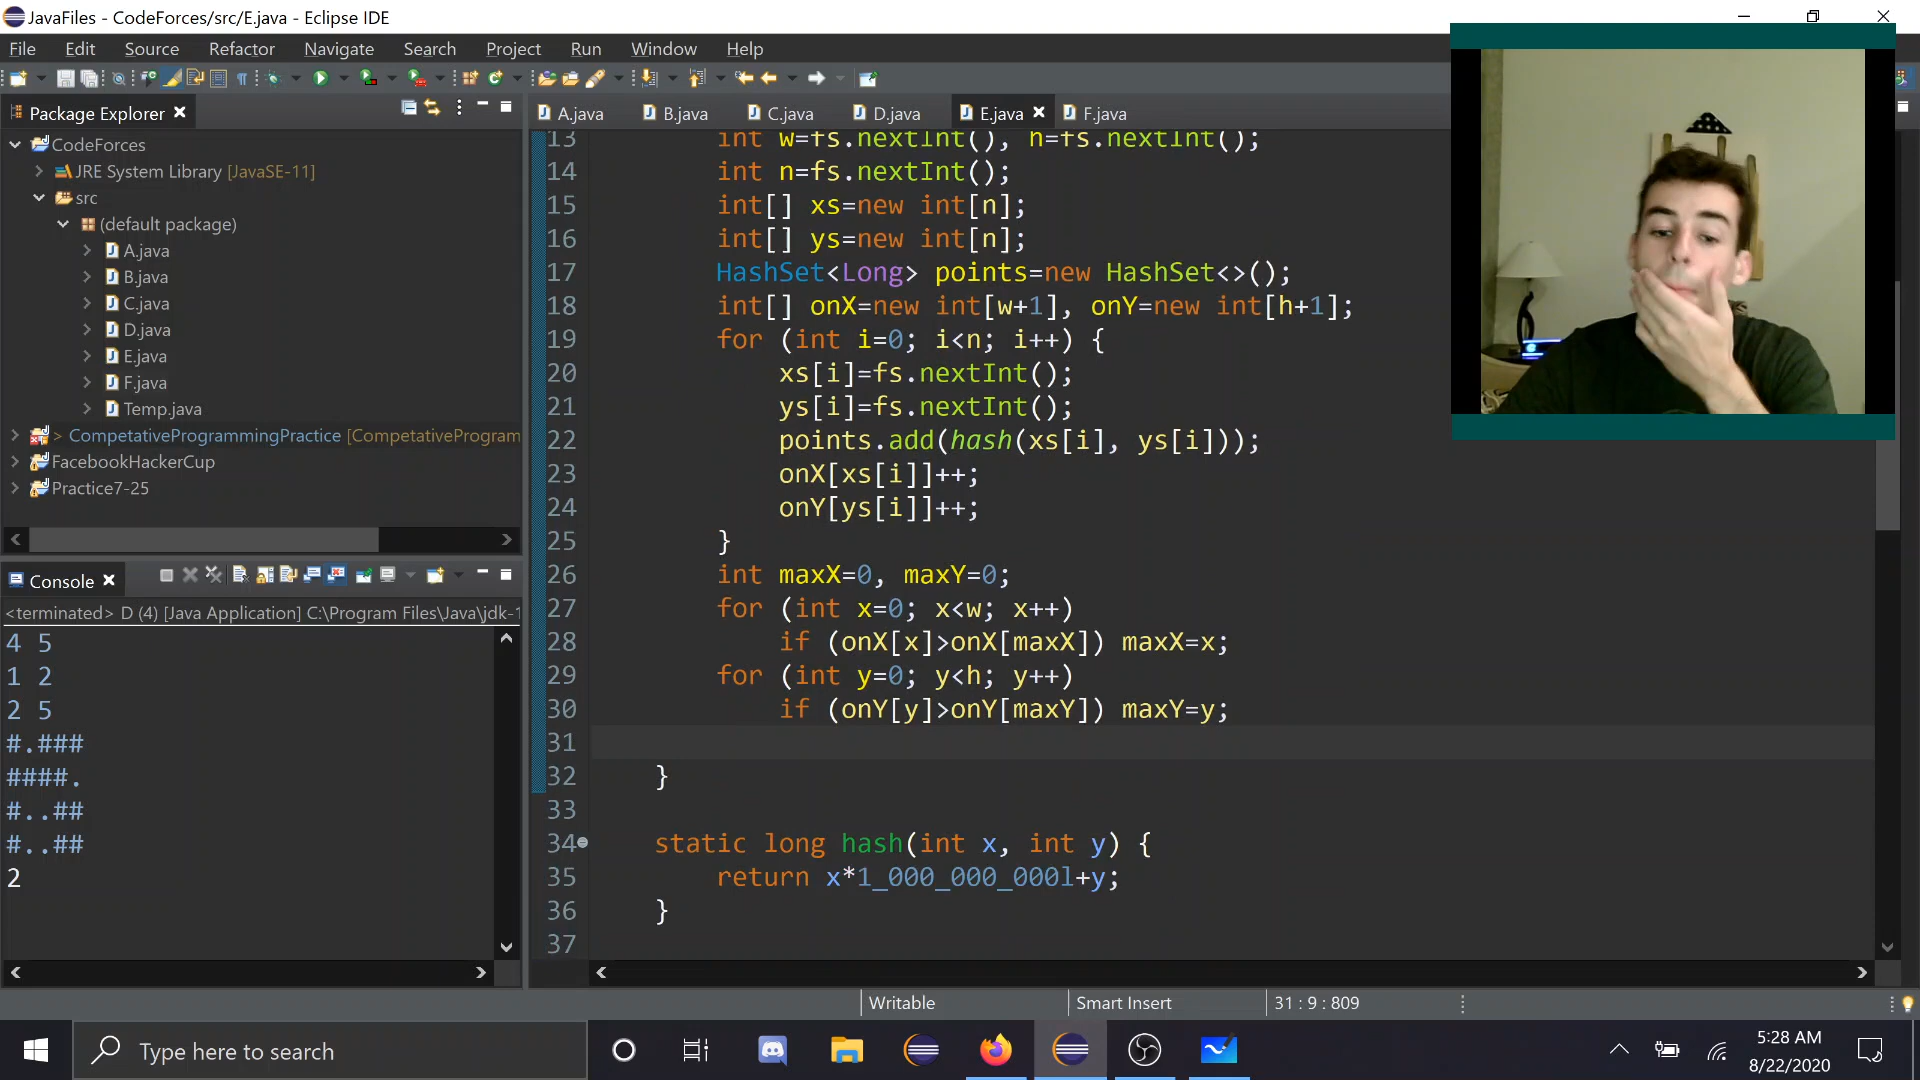 JavaFiles - CodeForces/src/E.java - Eclipse IDE
File Edit Source Refactor Navigate Search Project Run Window Help
Package Explorer
CodeForces
JRE System Library [JavaSE-11]
src
(default package)
A.java
B.java
C.java
D.java
E.java
F.java
Temp.java
> CompetativeProgrammingPractice [CompetativeProgram
FacebookHackerCup
Practice7-25
Console
<terminated> D (4) [Java Application] C:\Program Files\Java\jdk-1
4 5
1 2
2 5
#.###
####.
#..##
#..##
2
A.java B.java C.java D.java E.java F.java
13 int w=fs.nextInt(), h=fs.nextInt();
14 int n=fs.nextInt();
15 int[] xs=new int[n];
16 int[] ys=new int[n];
17 HashSet<Long> points=new HashSet<>();
18 int[] onX=new int[w+1], onY=new int[h+1];
19 for (int i=0; i<n; i++) {
20 xs[i]=fs.nextInt();
21 ys[i]=fs.nextInt();
22 points.add(hash(xs[i], ys[i]));
23 onX[xs[i]]++;
24 onY[ys[i]]++;
25 }
26 int maxX=0, maxY=0;
27 for (int x=0; x<w; x++)
28 if (onX[x]>onX[maxX]) maxX=x;
29 for (int y=0; y<h; y++)
30 if (onY[y]>onY[maxY]) maxY=y;
31
32 }
33
34 static long hash(int x, int y) {
35 return x*1_000_000_000l+y;
36 }
37
Writable Smart Insert 31 : 9 : 809
Type here to search
5:28 AM
8/22/2020